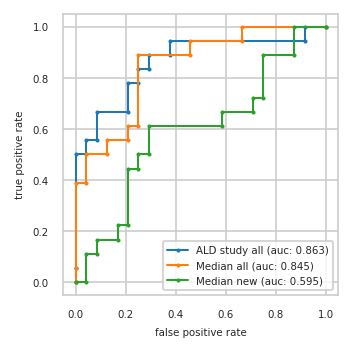 1.0
0.8
0.6
0.4
0.2
0.0
true positive rate
ALD study all (auc: 0.863)
Median all (auc: 0.845)
Median new (auc: 0.595)
0.0 0.2 0.4 0.6 0.8 1.0
false positive rate